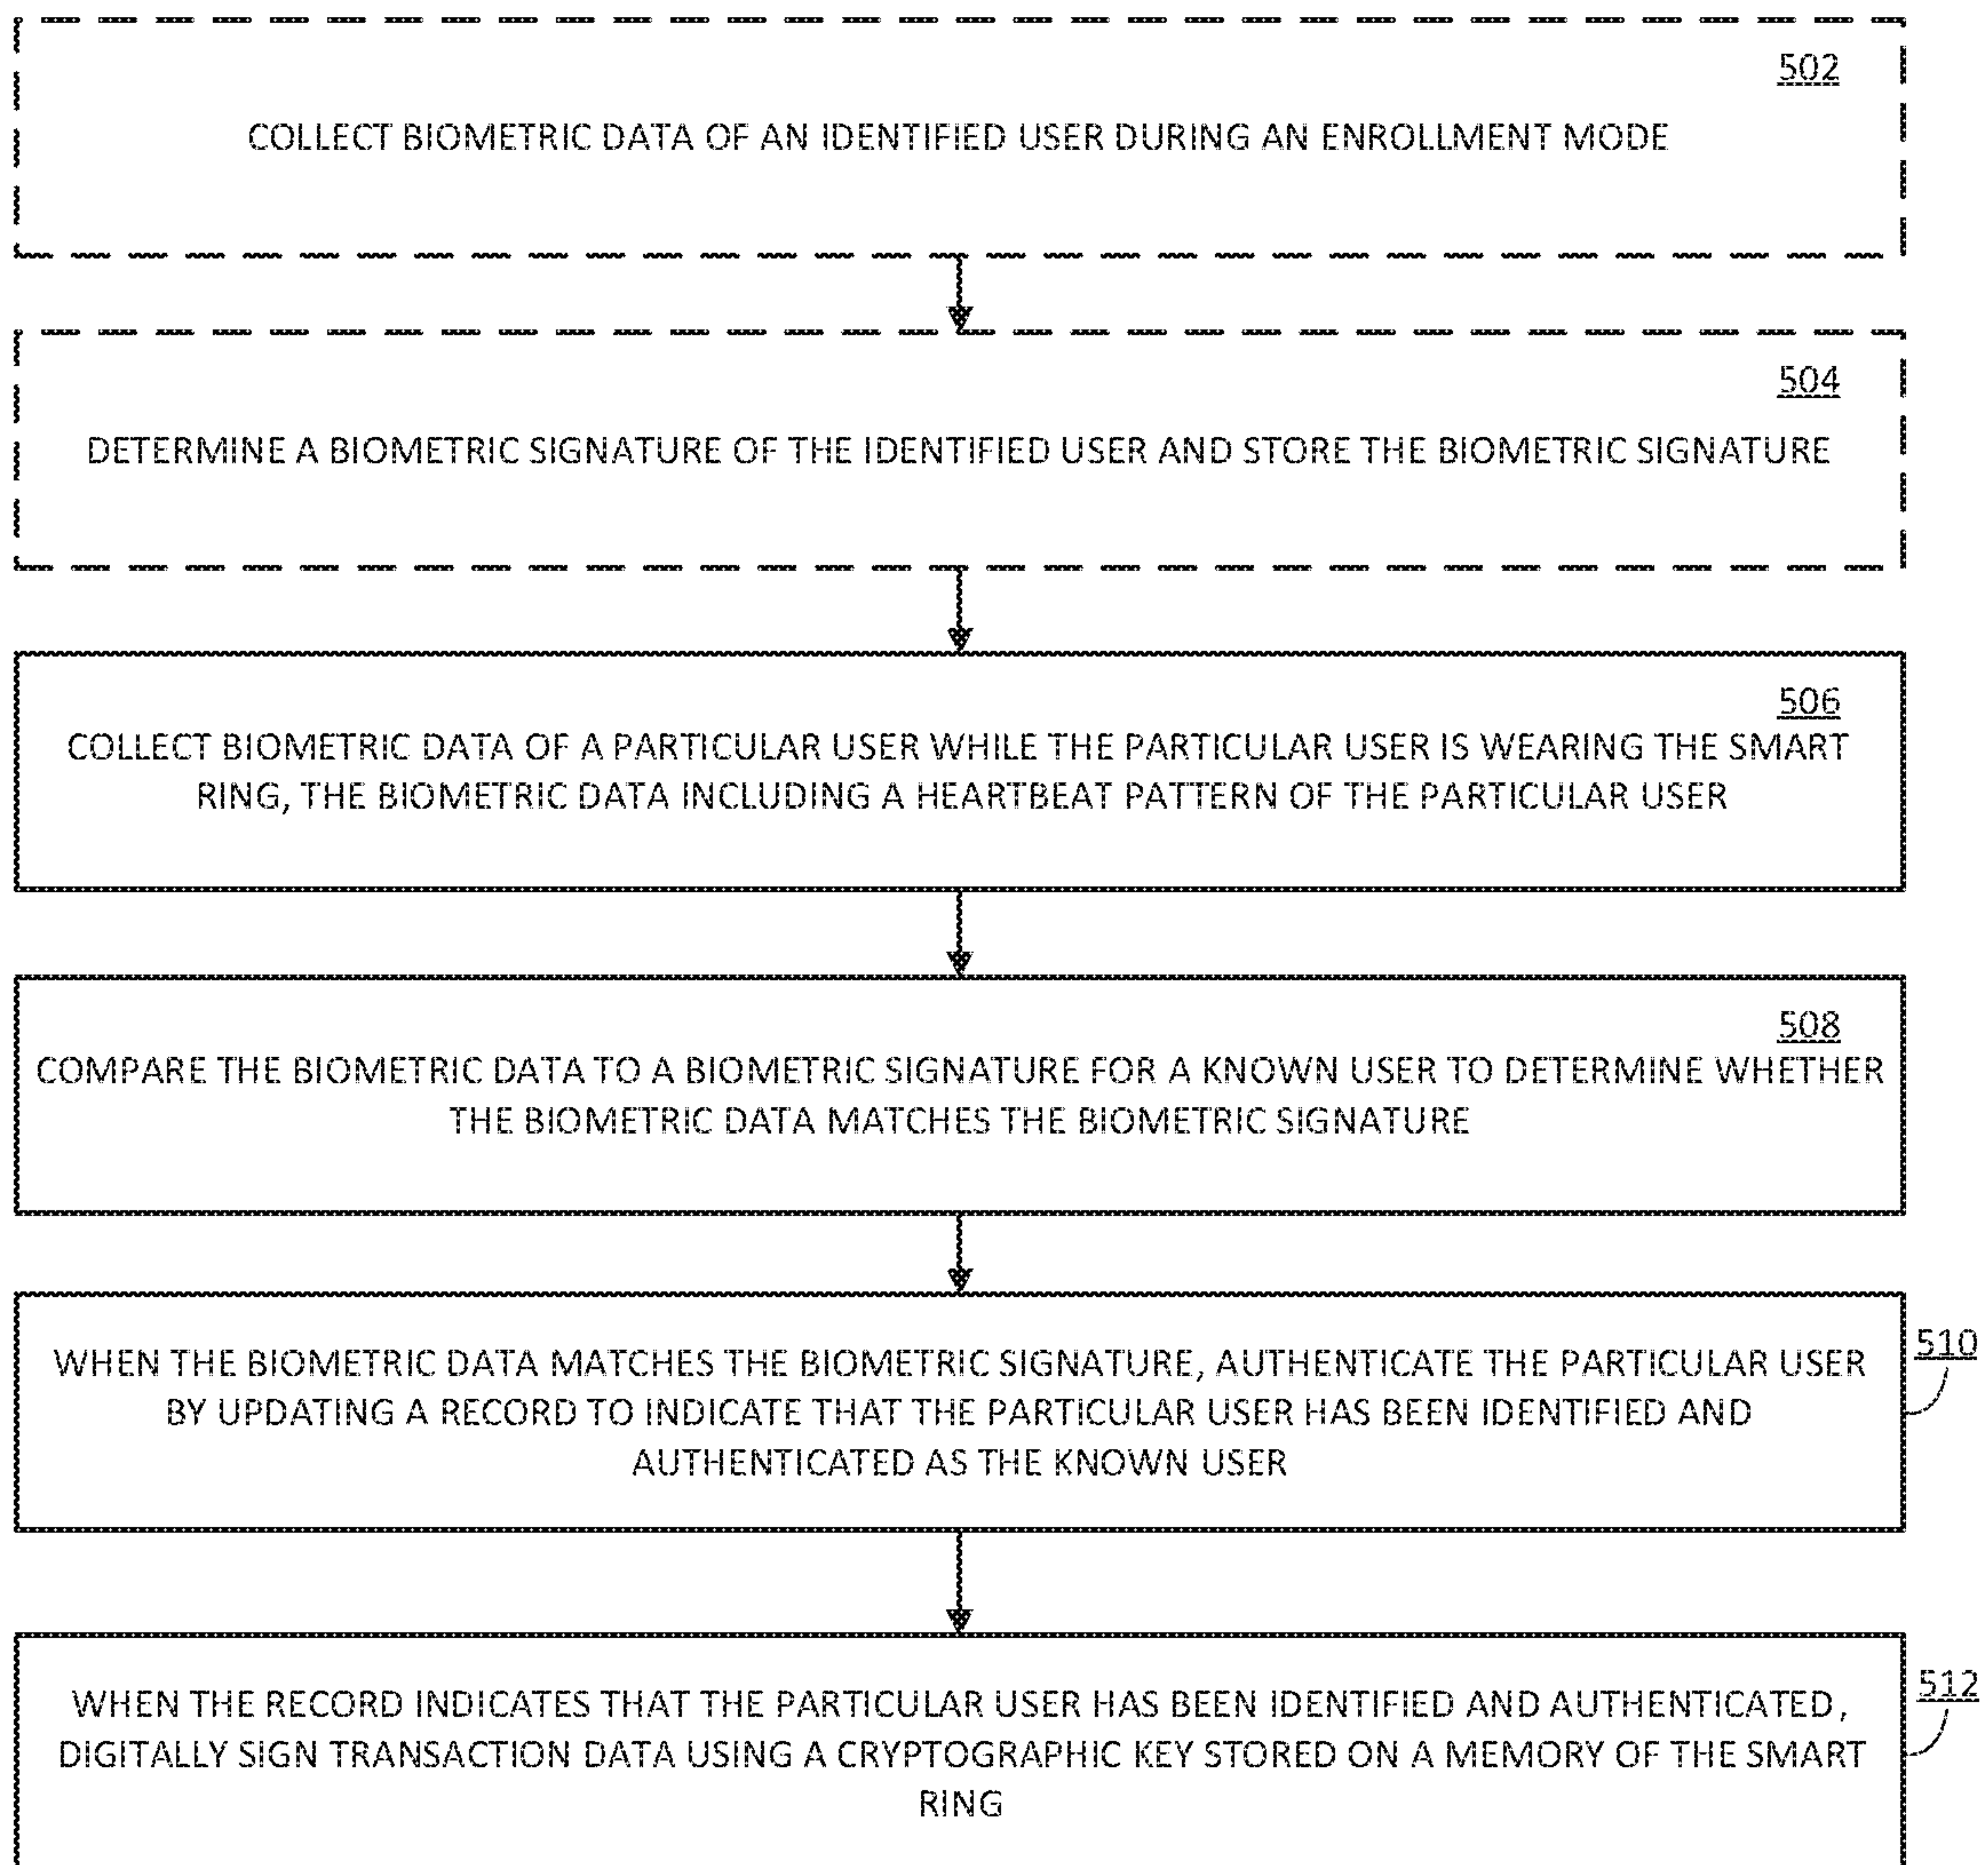 502
COLLECT BIOMETRIC DATA OF AN IDENTIFIED USER DURING AN ENROLLMENT MODE
504
DETERMINE A BIOMETRIC SIGNATURE OF THE IDENTIFIED USER AND STORE THE BIOMETRIC SIGNATURE
506
COLLECT BIOMETRIC DATA OF A PARTICULAR USER WHILE THE PARTICULAR USER IS WEARING THE SMART
RING, THE BIOMETRIC DATA INCLUDING A HEARTBEAT PATTERN OF THE PARTICULAR USER
508
COMPARE THE BIOMETRIC DATA TO A BIOMETRIC SIGNATURE FOR A KNOWN USER TO DETERMINE WHETHER
THE BIOMETRIC DATA MATCHES THE BIOMETRIC SIGNATURE
510
WHEN THE BIOMETRIC DATA MATCHES THE BIOMETRIC SIGNATURE, AUTHENTICATE THE PARTICULAR USER
BY UPDATING A RECORD TO INDICATE THAT THE PARTICULAR USER HAS BEEN IDENTIFIED AND
AUTHENTICATED AS THE KNOWN USER
512
WHEN THE RECORD INDICATES THAT THE PARTICULAR USER HAS BEEN IDENTIFIED AND AUTHENTICATED,
DIGITALLY SIGN TRANSACTION DATA USING A CRYPTOGRAPHIC KEY STORED ON A MEMORY OF THE SMART
RING